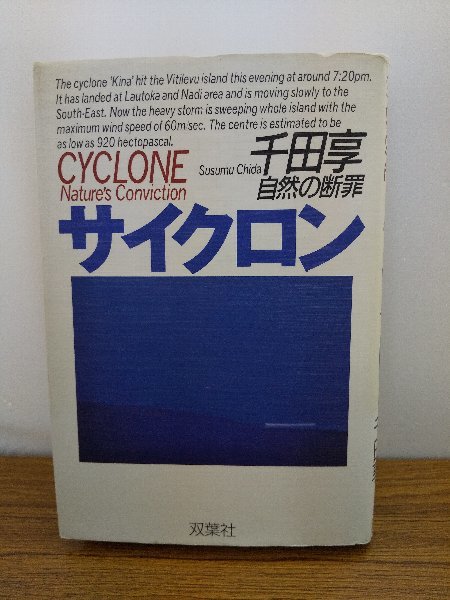 The cyclone 'Kina' hit the Vitilevu island this evening at around 7:20pm.
It has landed at Lautoka and Nadi area and is moving slowly to the
South-East. Now the heavy storm is sweeping whole island with the
maximum wind speed of 60m/sec. The centre is estimated to be
as low as 920 hectopascal.
CYCLONE
Nature's Conviction
Susumu Chida
千田享
自然の断罪
サイクロン
双葉社